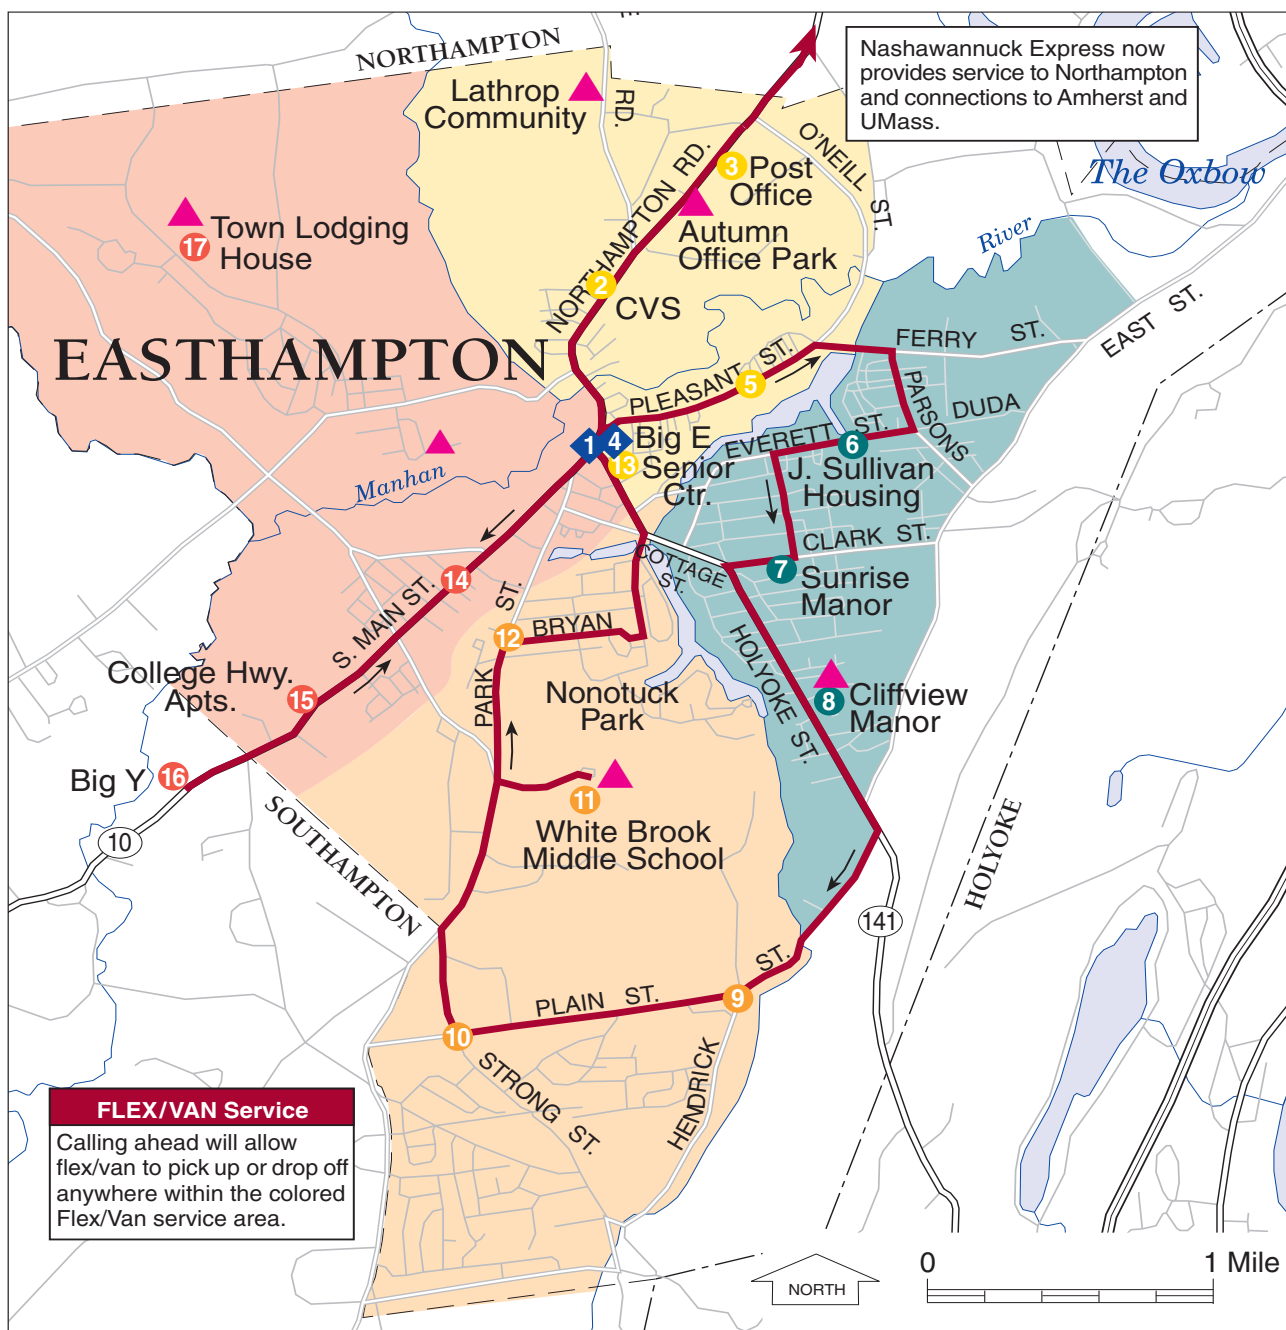 NORTHAMPTON
Nashawannuck Express now
provides service to Northampton
and connections to Amherst and
UMass.
Lathrop
Community
RD.
O'NEILL
ST.
The Oxbow
3
Post
Office
NORTHAMPTON RD.
Autumn
Office Park
River
17
Town Lodging
House
2
CVS
EASTHAMPTON
FERRY ST.
EAST ST.
PLEASANT ST.
5
PARSONS
DUDA
1
4
Big E
13
Senior
Ctr.
EVERETT ST.
6
J. Sullivan
Housing
Manhan
CLARK ST.
COTTAGE
ST.
7
Sunrise
Manor
14
S. MAIN ST.
ST.
12
BRYAN
PARK
College Hwy.
Apts.
15
Nonotuck
Park
HOLYOKE ST.
8
Cliffview
Manor
Big Y
16
10
SOUTHAMPTON
11
White Brook
Middle School
HOLYOKE
141
PLAIN ST.
ST.
9
10
STRONG ST.
HENDRICK
FLEX/VAN Service
Calling ahead will allow
flex/van to pick up or drop off
anywhere within the colored
Flex/Van service area.
NORTH
0
1 Mile